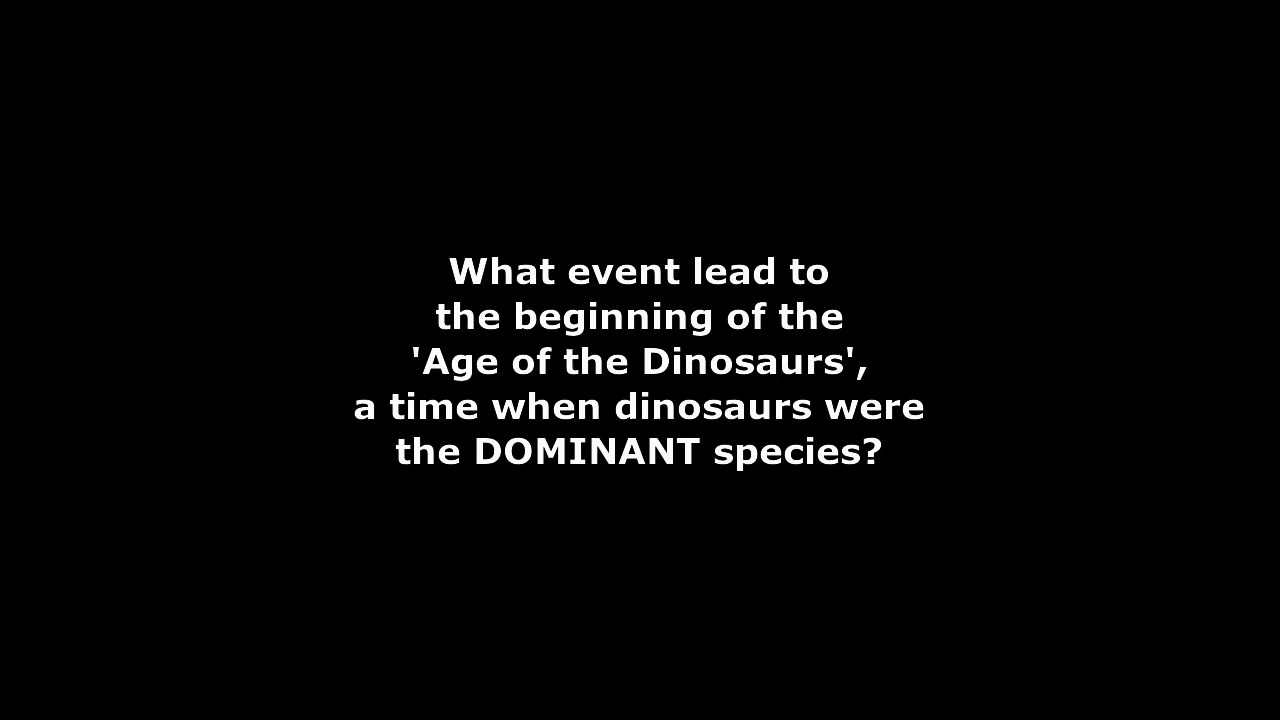 What event lead to
the beginning of the
'Age of the Dinosaurs',
a time when dinosaurs were
the DOMINANT species?